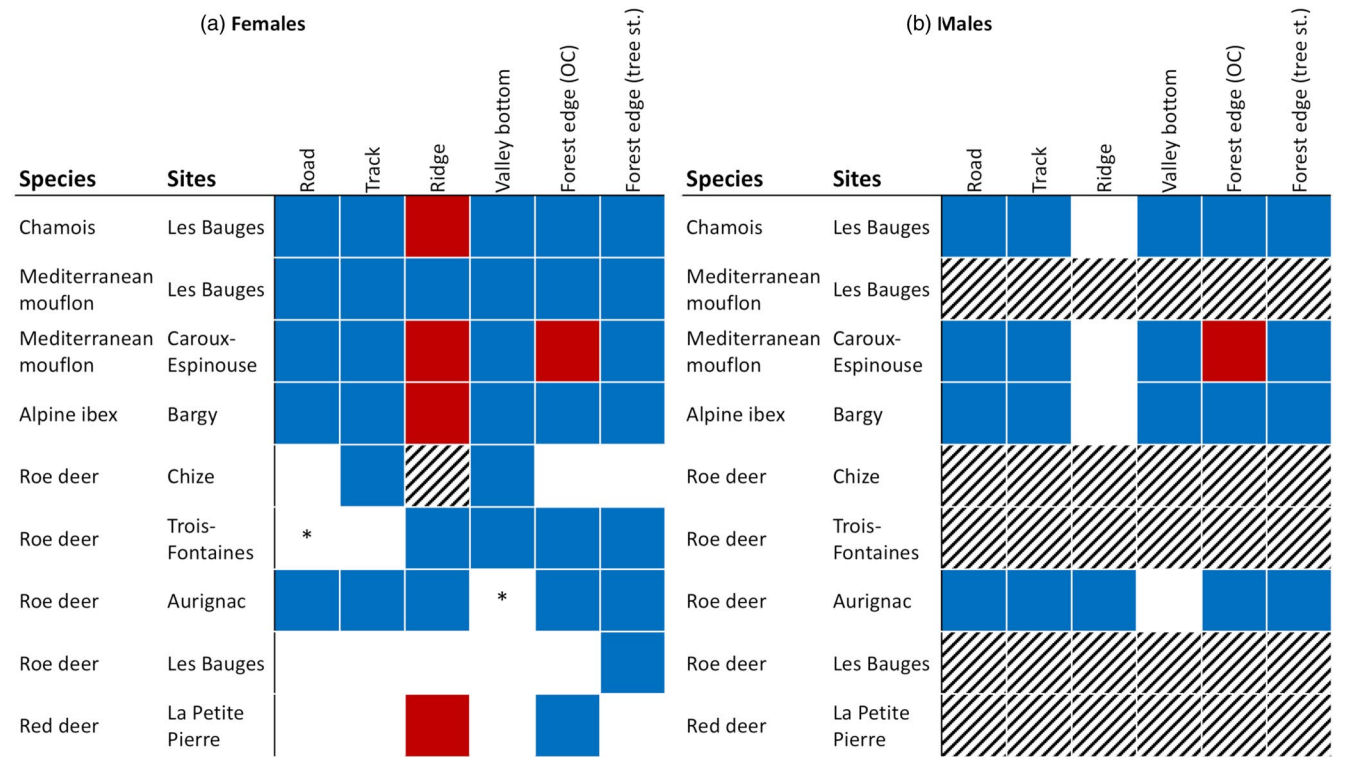 (a) Females
Species Sites Road Track Ridge Valley bottom Forest edge (OC) Forest edge (tree st.)
Chamois Les Bauges
Mediterranean
mouflon Les Bauges
Mediterranean
mouflon Caroux-
Espinouse
Alpine ibex Bargy
Roe deer Chize
Roe deer Trois-
Fontaines *
Roe deer Aurignac *
Roe deer Les Bauges
Red deer La Petite
Pierre
(b) Males
Species Sites Road Track Ridge Valley bottom Forest edge (OC) Forest edge (tree st.)
Chamois Les Bauges
Mediterranean
mouflon Les Bauges
Mediterranean
mouflon Caroux-
Espinouse
Alpine ibex Bargy
Roe deer Chize
Roe deer Trois-
Fontaines
Roe deer Aurignac
Roe deer Les Bauges
Red deer La Petite
Pierre